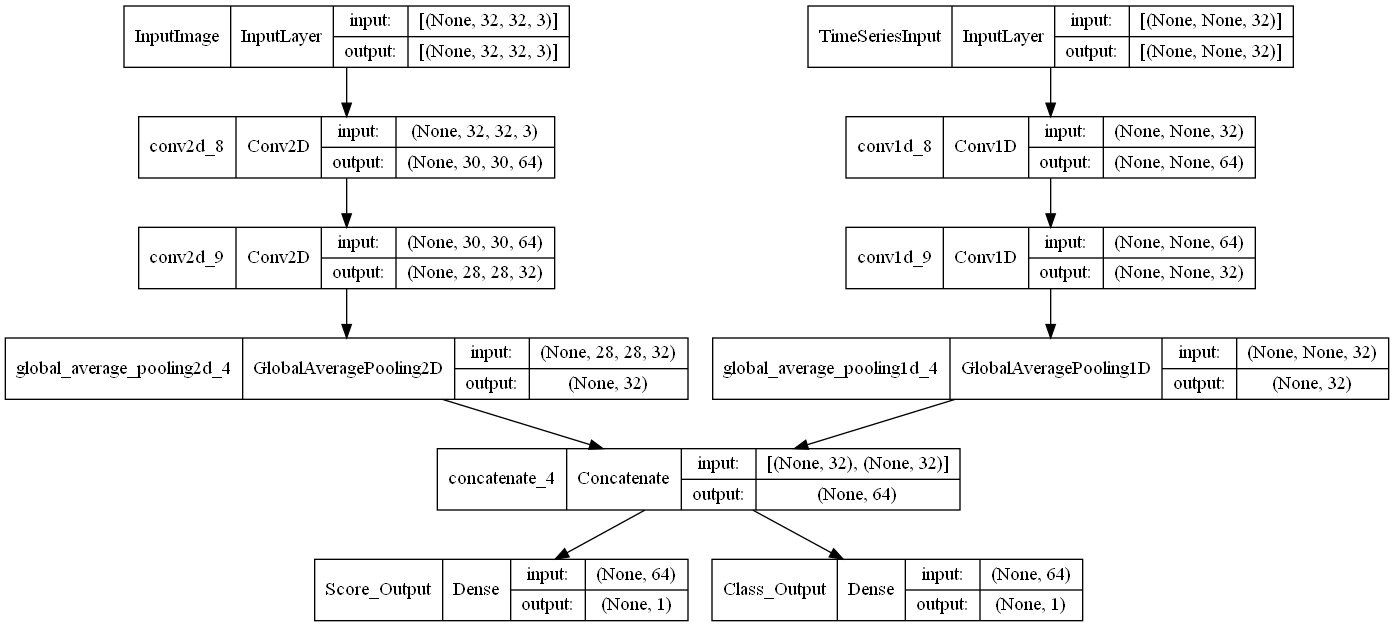 InputImage InputLayer input: [(None, 32, 32, 3)]
output: [(None, 32, 32, 3)]
TimeSeriesInput InputLayer input: [(None, None, 32)]
output: [(None, None, 32)]
conv2d_8 Conv2D input: (None, 32, 32, 3)
output: (None, 30, 30, 64)
conv1d_8 Conv1D input: (None, None, 32)
output: (None, None, 64)
conv2d_9 Conv2D input: (None, 30, 30, 64)
output: (None, 28, 28, 32)
conv1d_9 Conv1D input: (None, None, 64)
output: (None, None, 32)
global_average_pooling2d_4 GlobalAveragePooling2D input: (None, 28, 28, 32)
output: (None, 32)
global_average_pooling1d_4 GlobalAveragePooling1D input: (None, None, 32)
output: (None, 32)
concatenate_4 Concatenate input: [(None, 32), (None, 32)]
output: (None, 64)
Score_Output Dense input: (None, 64)
output: (None, 1)
Class_Output Dense input: (None, 64)
output: (None, 1)